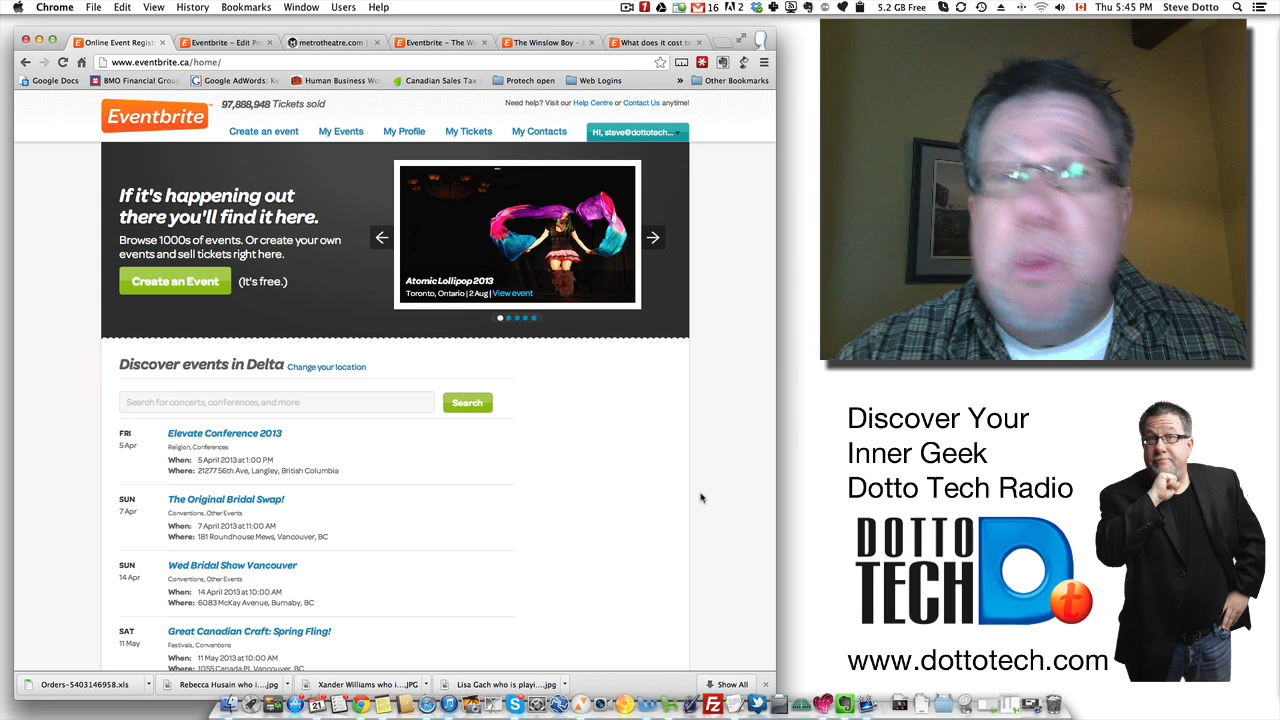 Chrome File Edit View History Bookmarks Window Users Help
16 2 5.2 GB Free Thu 5:45 PM Steve Dotto
Online Event Regist
Eventbrite – Edit Pr
metrotheatre.com
Eventbrite – The W
The Winslow Boy – E
What does it cost to
www.eventbrite.ca/home/
Google Docs BMO Financial Group Google AdWords: Key Human Business Wo Canadian Sales Tax Protech open Web Logins » Other Bookmarks
Eventbrite
97,888,948 Tickets sold
Need help? Visit our Help Centre or Contact Us anytime!
Create an event My Events My Profile My Tickets My Contacts Hi, steve@dottotech...
If it's happening out
there you'll find it here.
Browse 1000s of events. Or create your own
events and sell tickets right here.
Create an Event (It's free.)
Atomic Lollipop 2013
Toronto, Ontario | 2 Aug | View event
Discover events in Delta Change your location
Search for concerts, conferences, and more Search
FRI
5 Apr
Elevate Conference 2013
Religion, Conferences
When: 5 April 2013 at 1:00 PM
Where: 21277 56th Ave, Langley, British Columbia
SUN
7 Apr
The Original Bridal Swap!
Conventions, Other Events
When: 7 April 2013 at 11:00 AM
Where: 181 Roundhouse Mews, Vancouver, BC
SUN
14 Apr
Wed Bridal Show Vancouver
Conventions, Other Events
When: 14 April 2013 at 10:00 AM
Where: 6083 McKay Avenue, Burnaby, BC
SAT
11 May
Great Canadian Craft: Spring Fling!
Festivals, Conventions
When: 11 May 2013 at 10:00 AM
Where: 1055 Canada Pl, Vancouver, BC
Orders-5403146958.xls Rebecca Husain who i....jpg Xander Williams who i....JPG Lisa Gach who is playi....jpg Show All
Discover Your
Inner Geek
Dotto Tech Radio
DOTTO
TECH
D t
www.dottotech.com